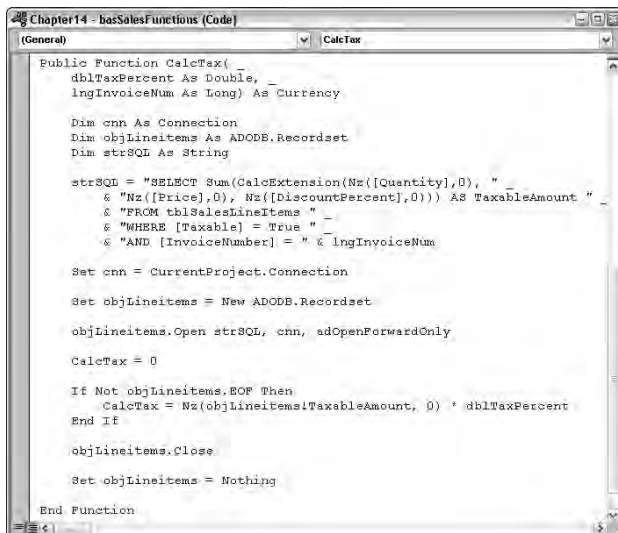 Chapter14 - basSalesFunctions (Code)
(General) CalcTax
Public Function CalcTax( _
    dblTaxPercent As Double, _
    lngInvoiceNum As Long) As Currency

    Dim cnn As Connection
    Dim objLineitems As ADODB.Recordset
    Dim strSQL As String

    strSQL = "SELECT Sum(CalcExtension(Nz([Quantity],0), " _
        & "Nz([Price],0), Nz([DiscountPercent],0))) AS TaxableAmount " _
        & "FROM tblSalesLineItems " _
        & "WHERE [Taxable] = True " _
        & "AND [InvoiceNumber] = " & lngInvoiceNum

    Set cnn = CurrentProject.Connection

    Set objLineitems = New ADODB.Recordset

    objLineitems.Open strSQL, cnn, adOpenForwardOnly

    CalcTax = 0

    If Not objLineitems.EOF Then
        CalcTax = Nz(objLineitems!TaxableAmount, 0) * dblTaxPercent
    End If

    objLineitems.Close

    Set objLineitems = Nothing

End Function